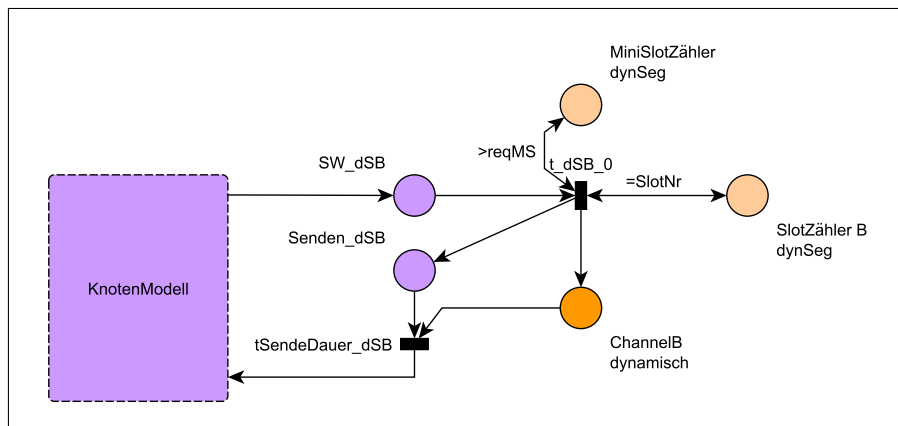 MiniSlotZähler
dynSeg
>reqMS
t_dSB_0
SW_dSB
=SlotNr
Senden_dSB
SlotZähler B
dynSeg
KnotenModell
tSendeDauer_dSB
ChannelB
dynamisch